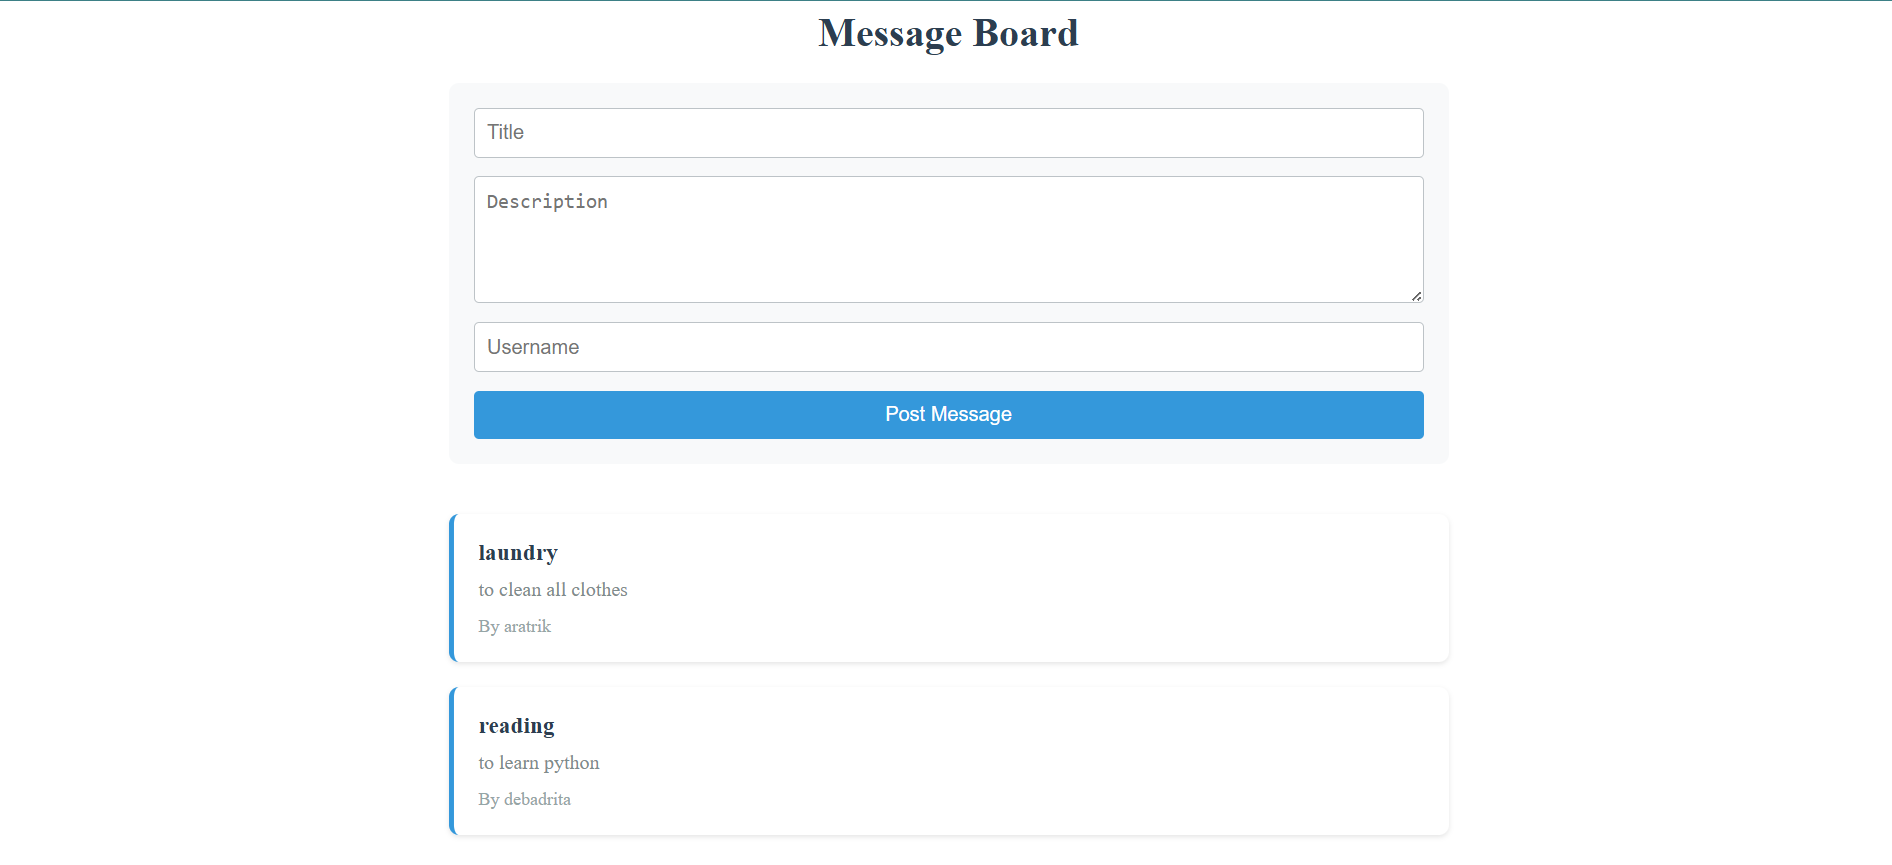 Message Board
Title
Description
Username
Post Message
laundry
to clean all clothes
By aratrik
reading
to learn python
By debadrita